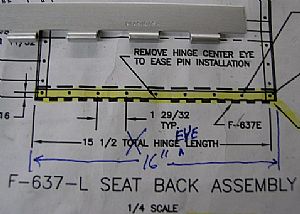 REMOVE HINGE CENTER EYE
TO EASE PIN INSTALLATION
16
1 29/32
TYP.
F-637E
EYE
15 1/2 TOTAL HINGE LENGTH
16"
F-637-L SEAT BACK ASSEMBLY
1/4 SCALE